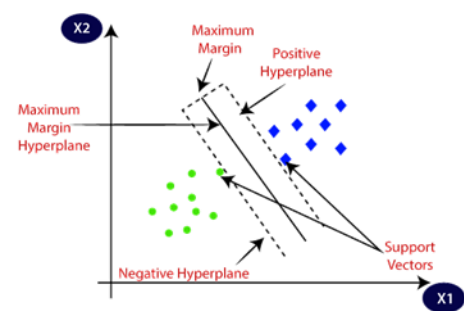 X2
Maximum
Margin
Positive
Hyperplane
Maximum
Margin
Hyperplane
Negative Hyperplane
Support
Vectors
X1